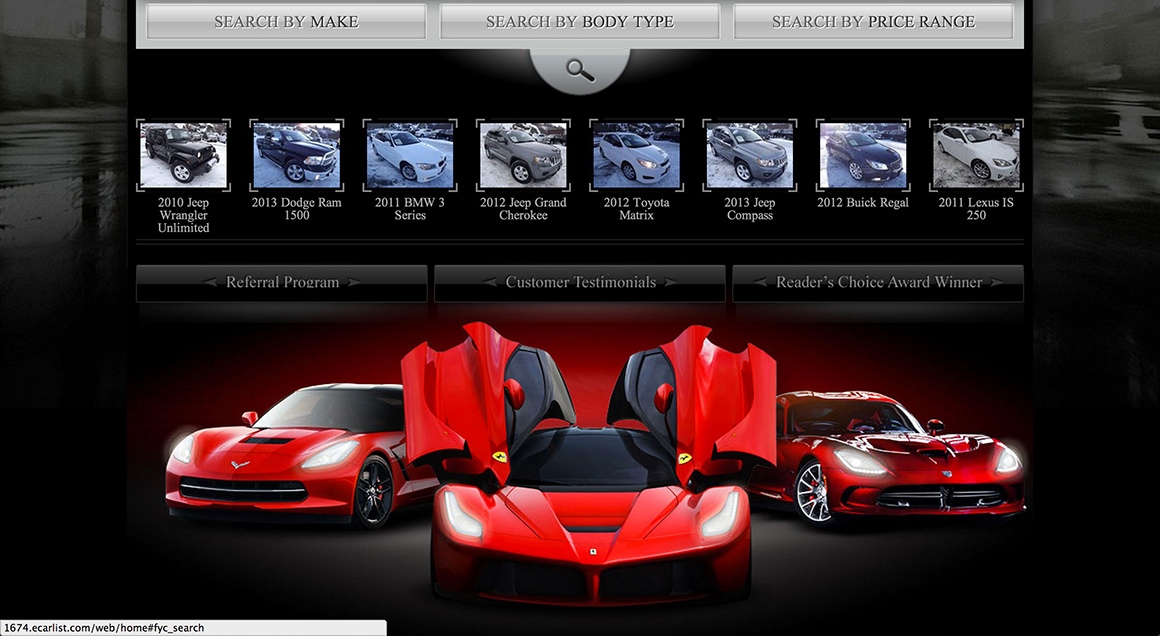 SEARCH BY MAKE
SEARCH BY BODY TYPE
SEARCH BY PRICE RANGE
2010 Jeep
Wrangler
Unlimited
2013 Dodge Ram
1500
2011 BMW 3
Series
2012 Jeep Grand
Cherokee
2012 Toyota
Matrix
2013 Jeep
Compass
2012 Buick Regal
2011 Lexus IS
250
Referral Program
Customer Testimonials
Reader's Choice Award Winner
1674.ecarlist.com/web/home#fyc_search